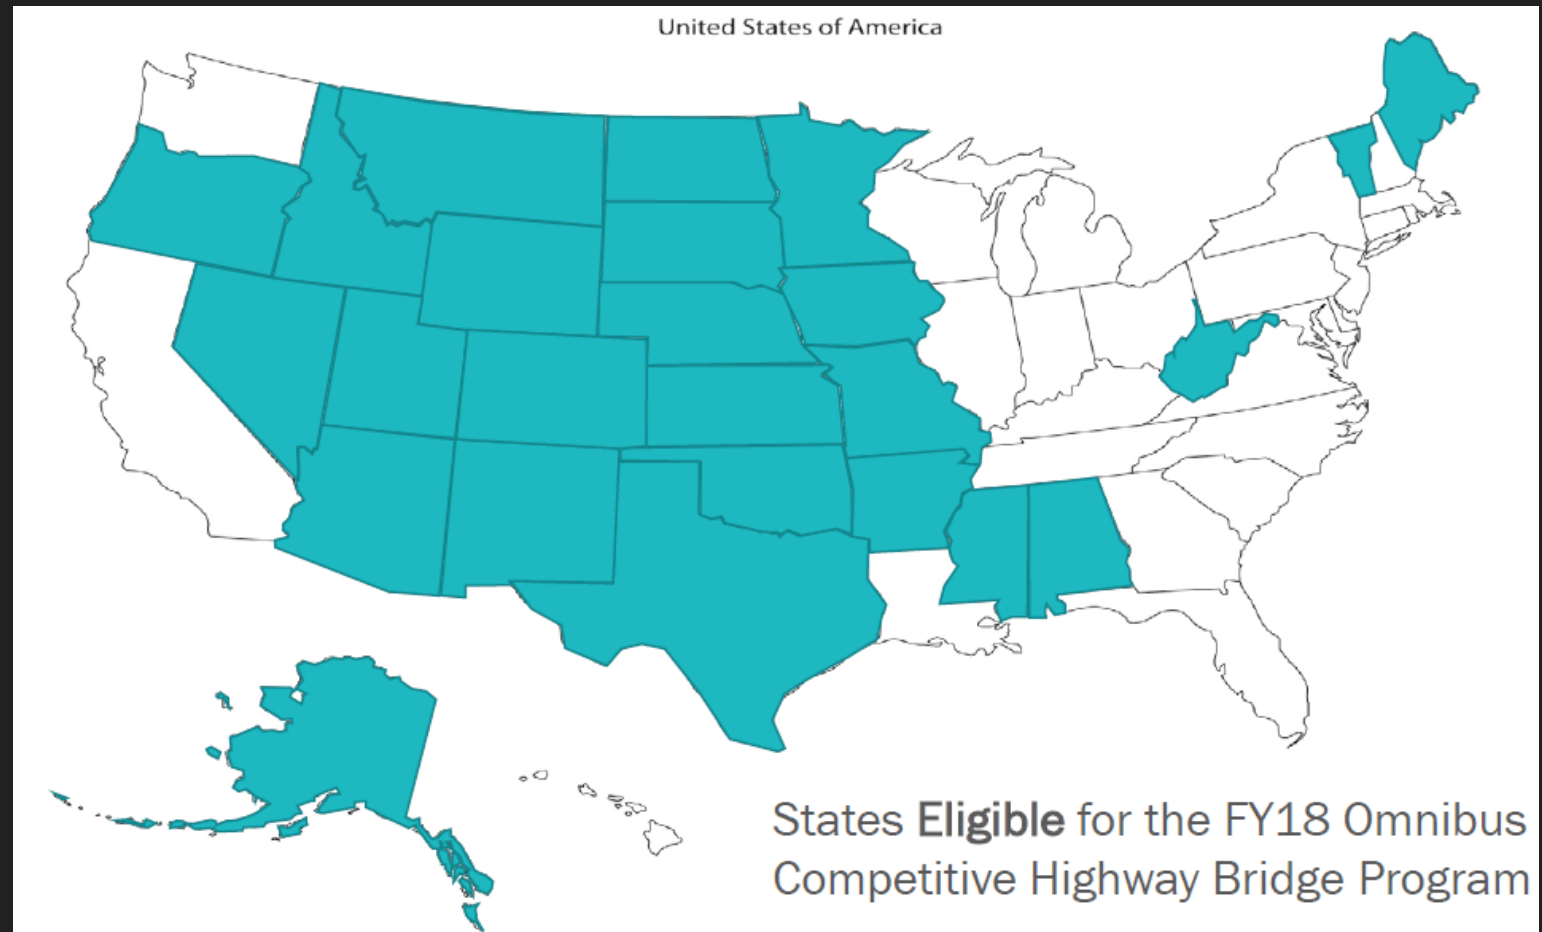 United States of America
States Eligible for the FY18 Omnibus
Competitive Highway Bridge Program